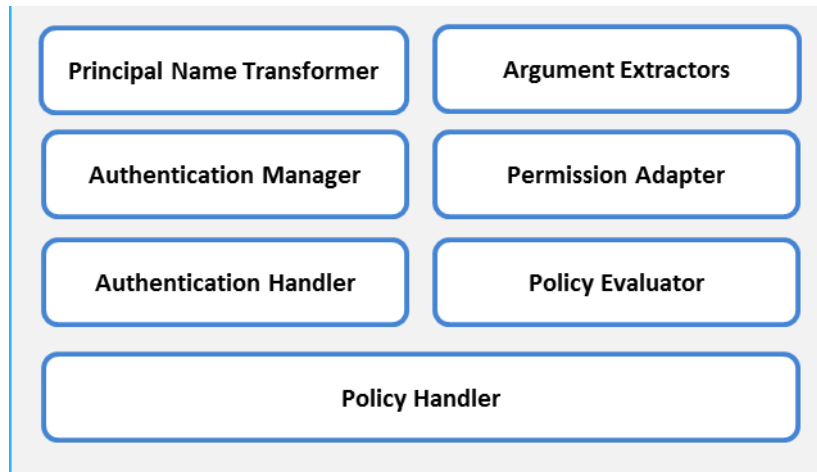 Principal Name Transformer
Argument Extractors
Authentication Manager
Permission Adapter
Authentication Handler
Policy Evaluator
Policy Handler